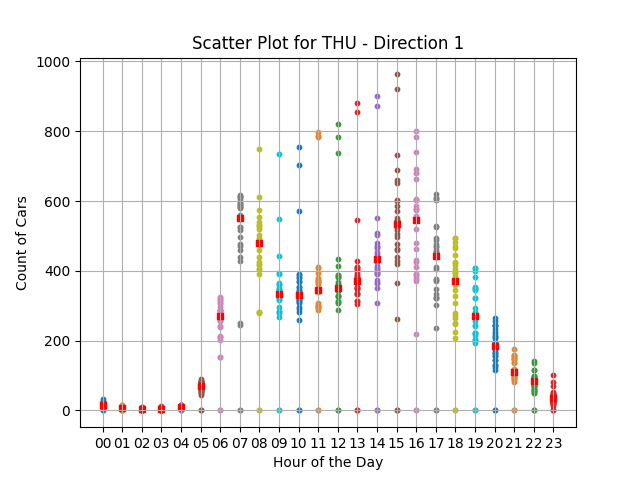 Scatter Plot for THU - Direction 1
1000
800
600
400
200
0
Count of Cars
00 01 02 03 04 05 06 07 08 09 10 11 12 13 14 15 16 17 18 19 20 21 22 23
Hour of the Day